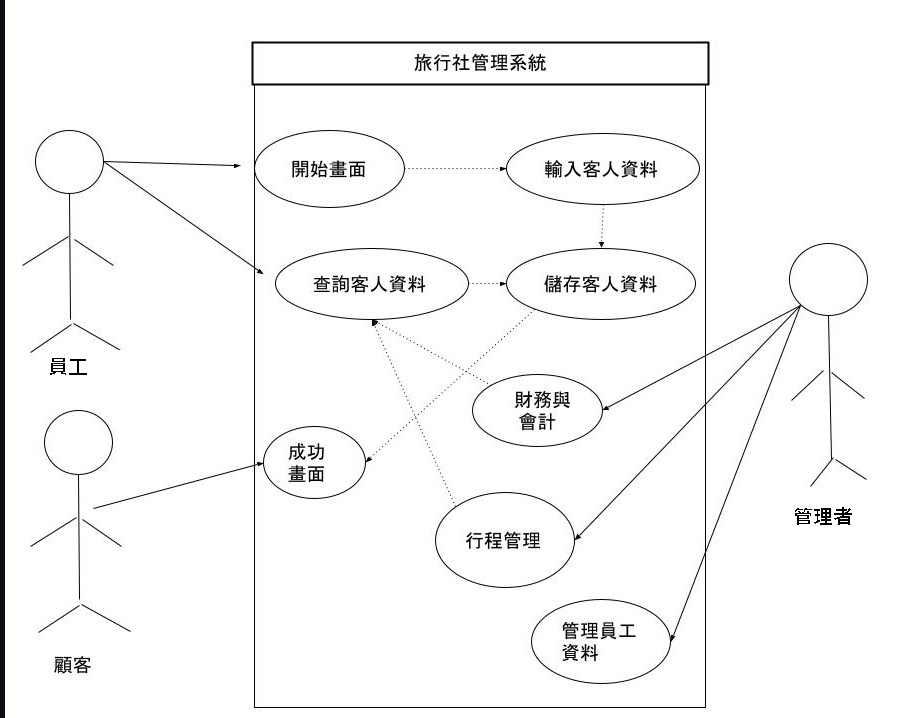 旅行社管理系統
開始畫面
輸入客人資料
查詢客人資料
儲存客人資料
員工
財務與
會計
成功
畫面
行程管理
管理者
管理員工
資料
顧客